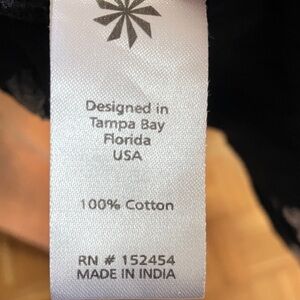 Designed in
Tampa Bay
Florida
USA
100% Cotton
RN # 152454
MADE IN INDIA